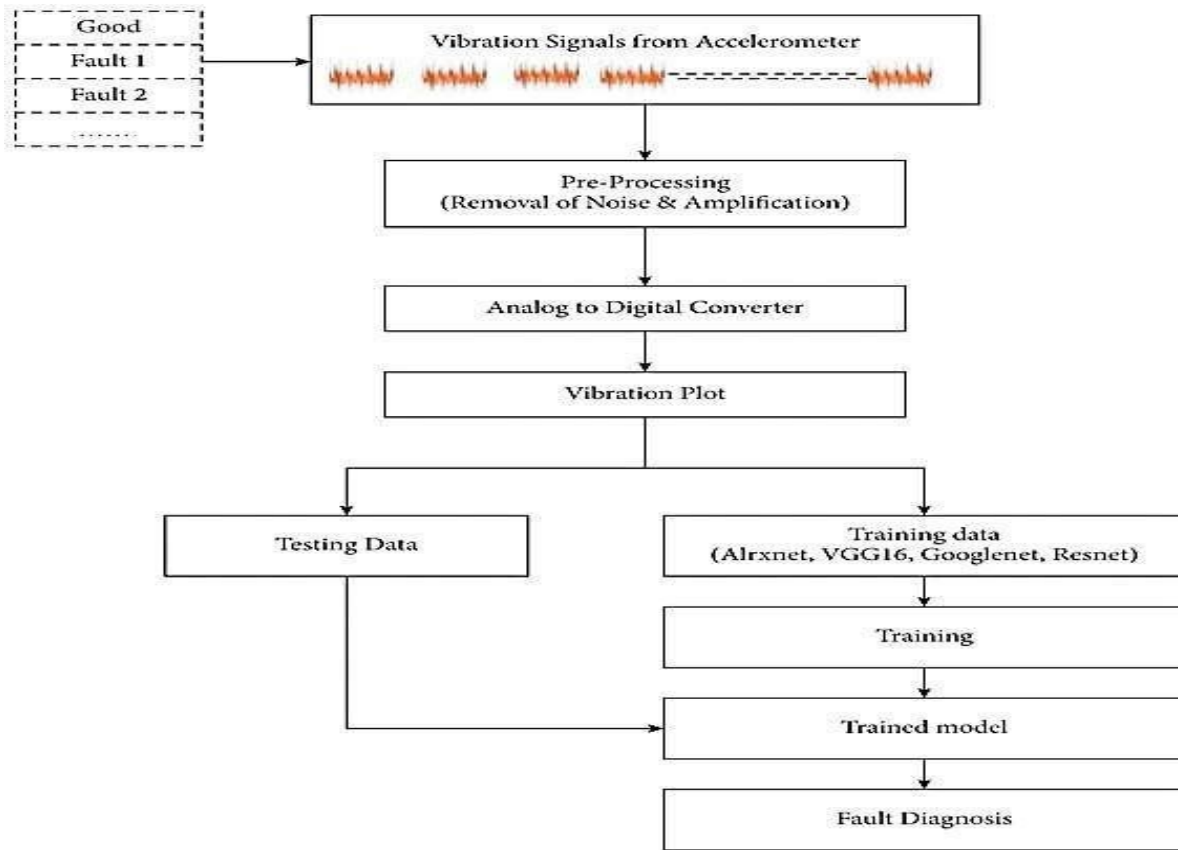 Good
Fault 1
Fault 2
.......
Vibration Signals from Accelerometer
Pre-Processing
(Removal of Noise & Amplification)
Analog to Digital Converter
Vibration Plot
Testing Data
Training data
(Alrxnet, VGG16, Googlenet, Resnet)
Training
Trained model
Fault Diagnosis